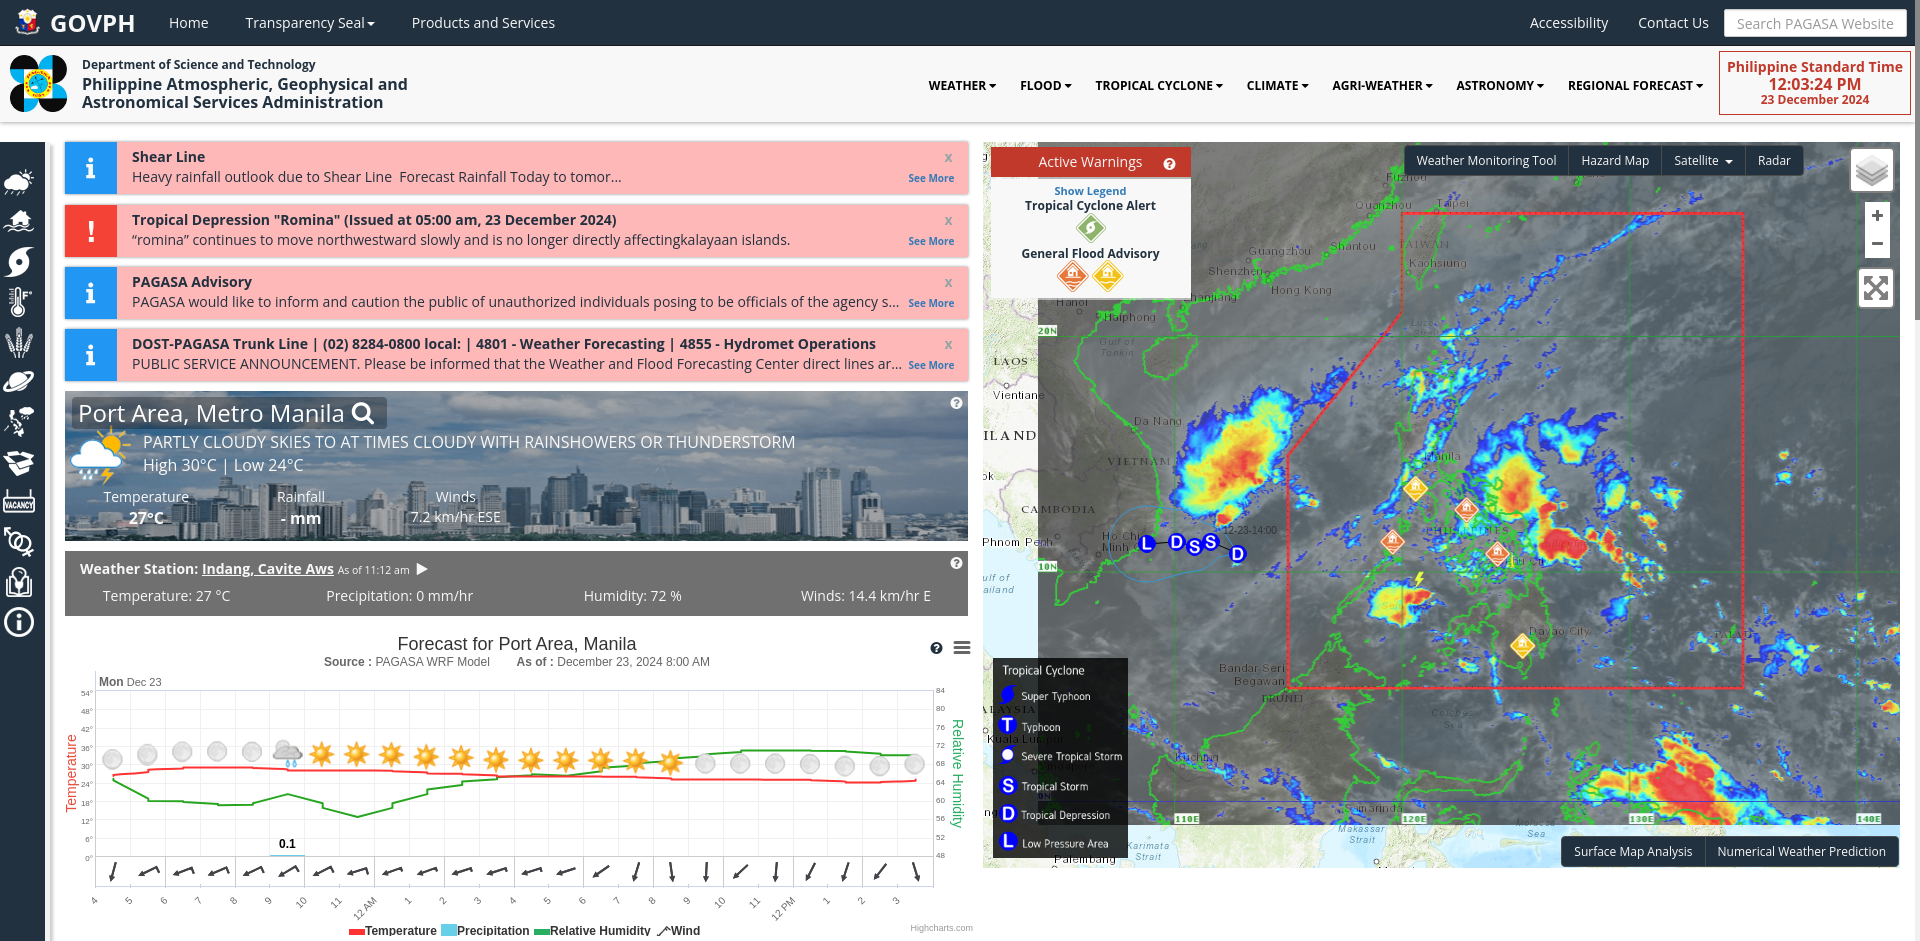 GOVPH
Home
Transparency Seal
Products and Services
Accessibility
Contact Us
Search PAGASA Website
Department of Science and Technology
Philippine Atmospheric, Geophysical and
Astronomical Services Administration
WEATHER
FLOOD
TROPICAL CYCLONE
CLIMATE
AGRI-WEATHER
ASTRONOMY
REGIONAL FORECAST
Philippine Standard Time
12:03:24 PM
23 December 2024
Shear Line
x
Heavy rainfall outlook due to Shear Line  Forecast Rainfall Today to tomor...
See More
Tropical Depression "Romina" (Issued at 05:00 am, 23 December 2024)
x
“romina” continues to move northwestward slowly and is no longer directly affectingkalayaan islands.
See More
PAGASA Advisory
x
PAGASA would like to inform and caution the public of unauthorized individuals posing to be officials of the agency s...
See More
DOST-PAGASA Trunk Line | (02) 8284-0800 local: | 4801 - Weather Forecasting | 4855 - Hydromet Operations
x
PUBLIC SERVICE ANNOUNCEMENT. Please be informed that the Weather and Flood Forecasting Center direct lines ar...
See More
VACANCY
Port Area, Metro Manila
PARTLY CLOUDY SKIES TO AT TIMES CLOUDY WITH RAINSHOWERS OR THUNDERSTORM
High 30°C | Low 24°C
Temperature
Rainfall
Winds
27°C
- mm
7.2 km/hr ESE
Weather Station: Indang, Cavite Aws As of 11:12 am
Temperature: 27 °C
Precipitation: 0 mm/hr
Humidity: 72 %
Winds: 14.4 km/hr E
Forecast for Port Area, Manila
Source : PAGASA WRF Model
As of : December 23, 2024 8:00 AM
Mon Dec 23
54°
48°
42°
36°
30°
24°
18°
12°
6°
0°
Temperature
84
80
76
72
68
64
60
56
52
48
Relative Humidity
0.1
4
5
6
7
8
9
10
11
12 AM
1
2
3
4
5
6
7
8
9
10
11
12 PM
1
2
3
Temperature
Precipitation
Relative Humidity
Wind
Highcharts.com
Active Warnings
Show Legend
Tropical Cyclone Alert
General Flood Advisory
Weather Monitoring Tool
Hazard Map
Satellite
Radar
+
−
Fuzhou
Quanzhou
Taipei
TAIWAN
Guangzhou
Shantou
Kaohsiung
Shenzhen
Hong Kong
Zhanjiang
Hanoi
Haiphong
20N
Gulf of
Tonkin
LAOS
Vientiane
Da Nang
ILAND
VIETNAM
Manila
ok
CAMBODIA
12-23-14:00
PHILIPPINES
Phnom Penh
Ho Chi
Minh
L
D
S
S
D
10N
ulf of
ailand
Davao City
PALAU
Bandar Seri
Begawan
BRUNEI
ALAYSIA
Kuala Lumpur
Kuching
Samarinda
110E
120E
130E
140E
Makassar
Strait
Molucca
Sea
Karimata
Strait
Palembang
Tropical Cyclone
Super Typhoon
T Typhoon
Severe Tropical Storm
S Tropical Storm
D Tropical Depression
L Low Pressure Area
Surface Map Analysis
Numerical Weather Prediction